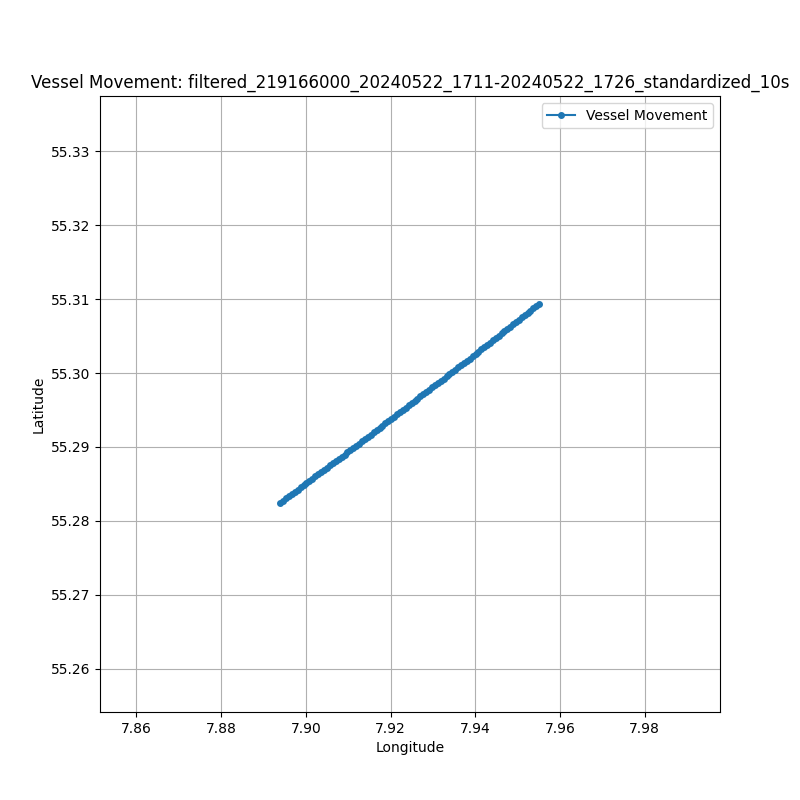 Vessel Movement: filtered_219166000_20240522_1711-20240522_1726_standardized_10s
Vessel Movement
55.33
55.32
55.31
55.30
55.29
55.28
55.27
55.26
Latitude
7.86 7.88 7.90 7.92 7.94 7.96 7.98
Longitude